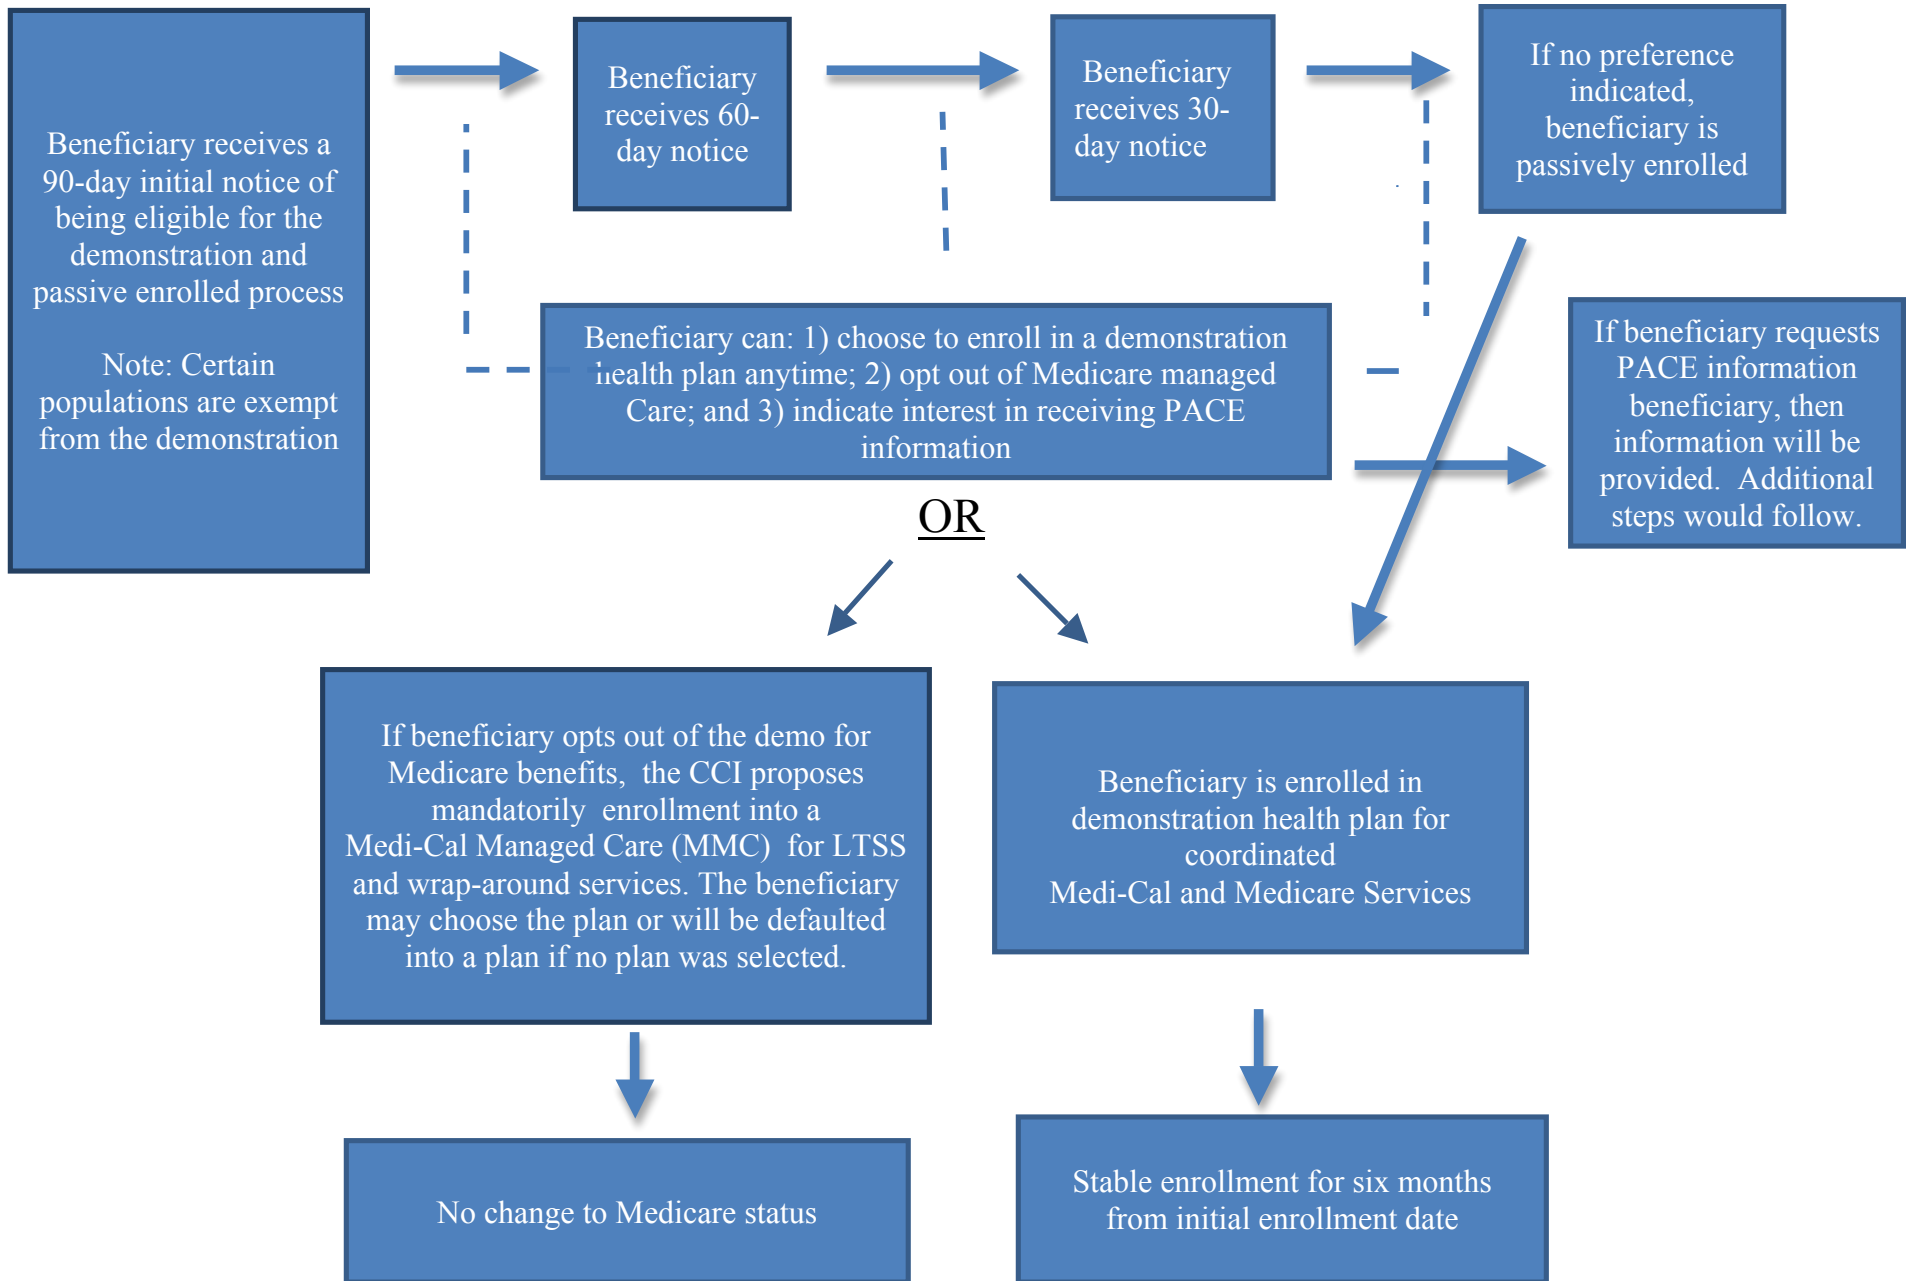 Beneficiary receives a
90-day initial notice of
being eligible for the
demonstration and
passive enrolled process
Note: Certain
populations are exempt
from the demonstration
Beneficiary
receives 60-
day notice
Beneficiary
receives 30-
day notice
If no preference
indicated,
beneficiary is
passively enrolled
Beneficiary can: 1) choose to enroll in a demonstration
health plan anytime; 2) opt out of Medicare managed
Care; and 3) indicate interest in receiving PACE
information
If beneficiary requests
PACE information
beneficiary, then
information will be
provided.  Additional
steps would follow.
OR
If beneficiary opts out of the demo for
Medicare benefits,  the CCI proposes
mandatorily  enrollment into a
Medi-Cal Managed Care (MMC)  for LTSS
and wrap-around services. The beneficiary
may choose the plan or will be defaulted
into a plan if no plan was selected.
Beneficiary is enrolled in
demonstration health plan for
coordinated
Medi-Cal and Medicare Services
No change to Medicare status
Stable enrollment for six months
from initial enrollment date